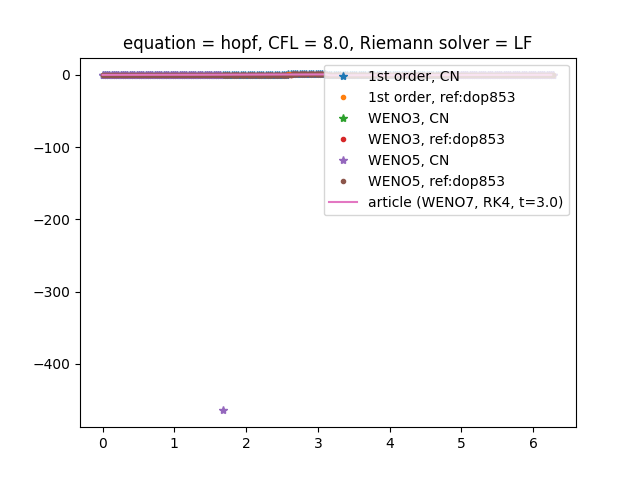 equation = hopf, CFL = 8.0, Riemann solver = LF
0
−100
−200
−300
−400
1st order, CN
1st order, ref:dop853
WENO3, CN
WENO3, ref:dop853
WENO5, CN
WENO5, ref:dop853
article (WENO7, RK4, t=3.0)
0 1 2 3 4 5 6